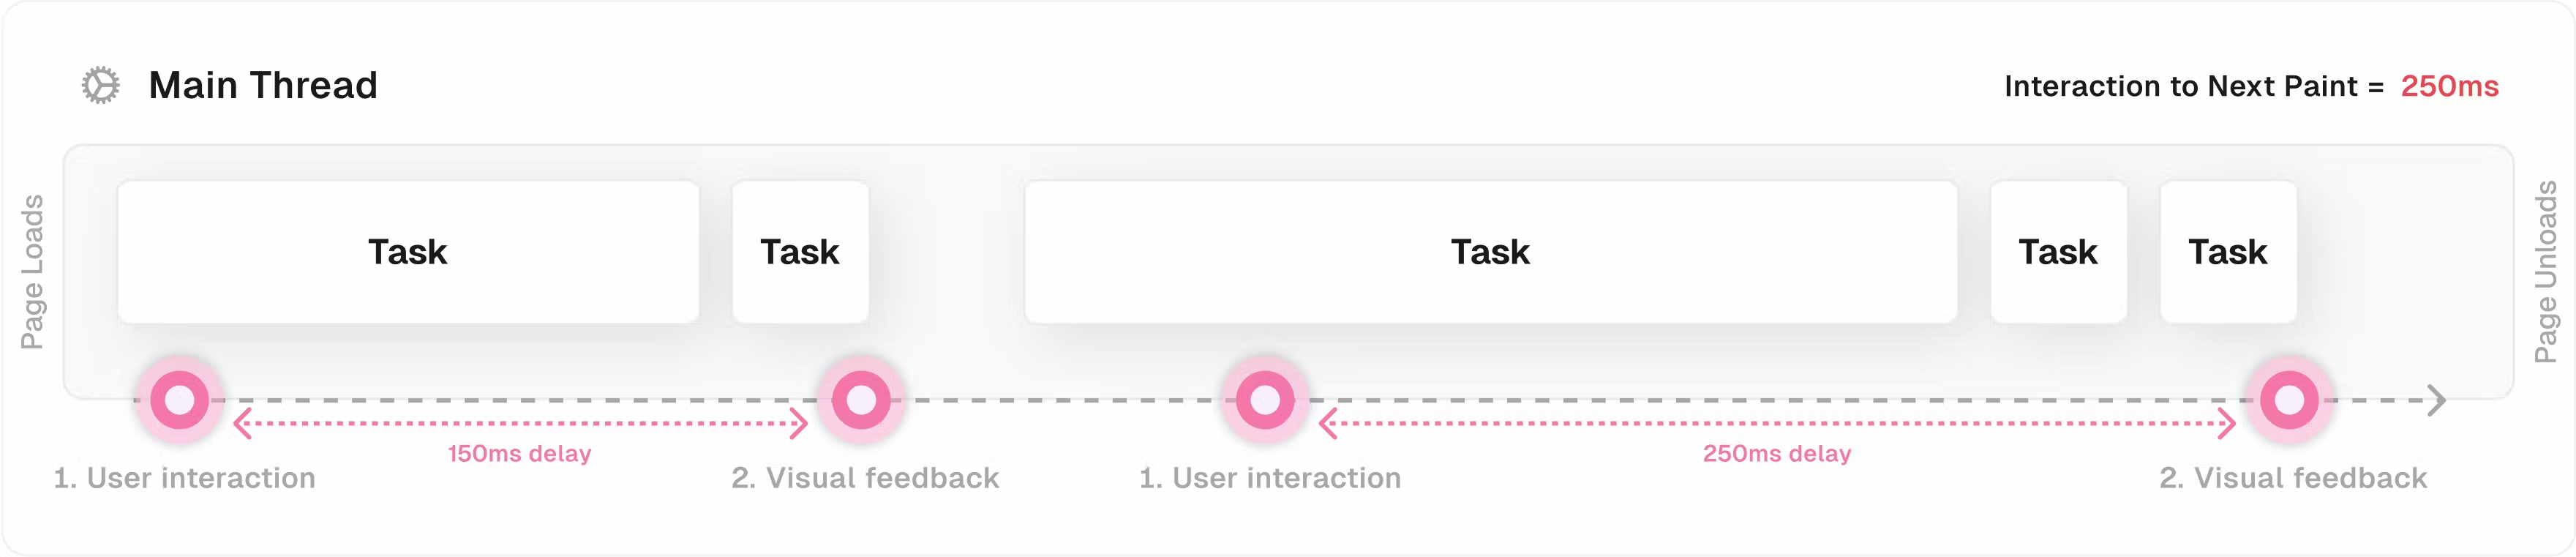 Main Thread
Interaction to Next Paint = 250ms
Page Loads
Task
Task
Task
Task
Task
Page Unloads
150ms delay
250ms delay
1. User interaction
2. Visual feedback
1. User interaction
2. Visual feedback